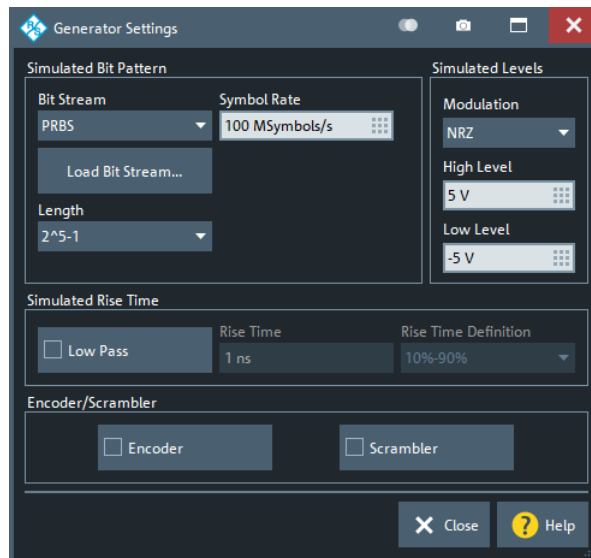 Generator Settings
Simulated Bit Pattern
Simulated Levels
Bit Stream
Symbol Rate
PRBS
100 MSymbols/s
Load Bit Stream...
Length
2^5-1
Modulation
NRZ
High Level
5 V
Low Level
-5 V
Simulated Rise Time
Low Pass
Rise Time
1 ns
Rise Time Definition
10%-90%
Encoder/Scrambler
Encoder
Scrambler
Close
? Help